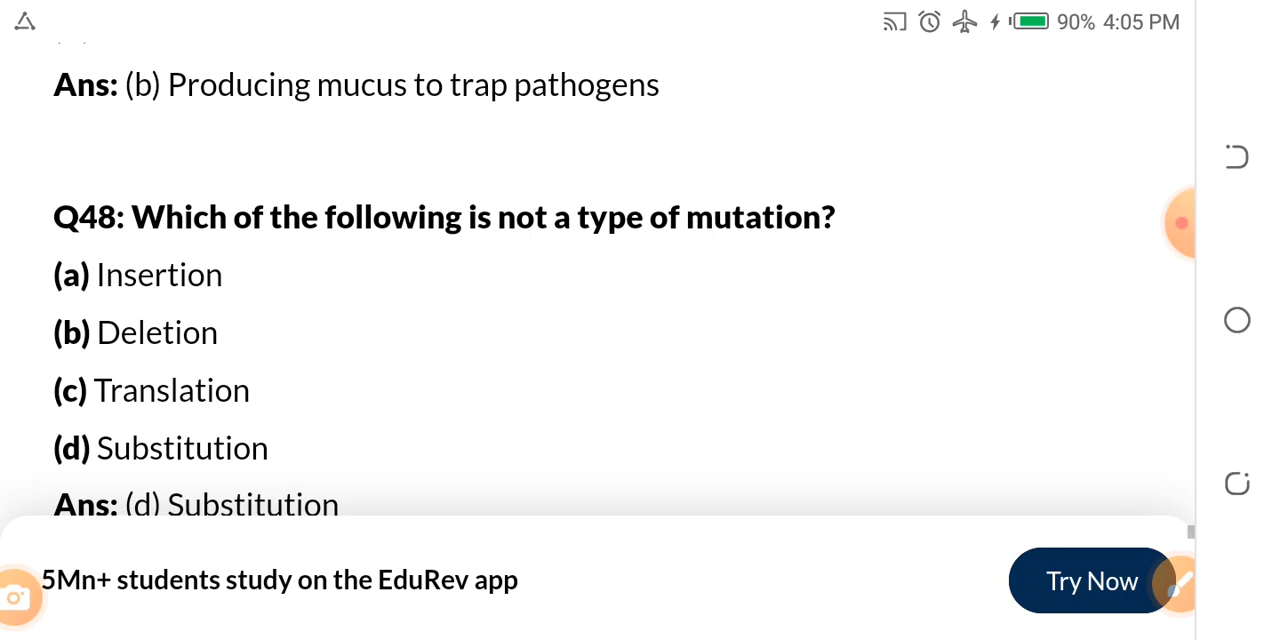 90% 4:05 PM
Ans: (b) Producing mucus to trap pathogens
Q48: Which of the following is not a type of mutation?
(a) Insertion
(b) Deletion
(c) Translation
(d) Substitution
Ans: (d) Substitution
5Mn+ students study on the EduRev app
Try Now